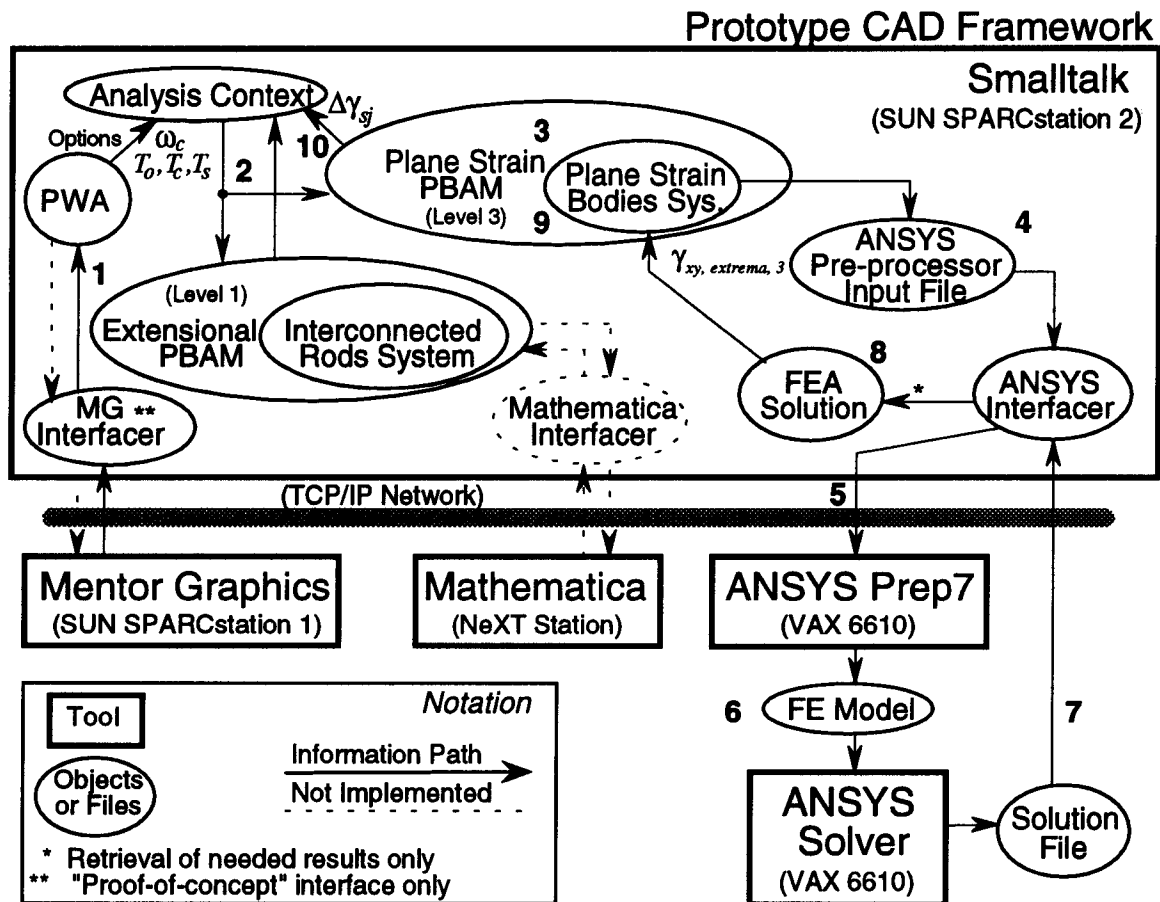 Prototype CAD Framework
Smalltalk
(SUN SPARCstation 2)
Analysis Context
Δγsj
Options
ωc
To, Tc, Ts
2
10
3
Plane Strain
PBAM
(Level 3)
9
Plane Strain
Bodies Sys.
PWA
1
4
ANSYS
Pre-processor
Input File
γxy, extrema, 3
(Level 1)
Extensional
PBAM
Interconnected
Rods System
8
FEA
Solution
*
ANSYS
Interfacer
MG **
Interfacer
Mathematica
Interfacer
(TCP/IP Network)
5
Mentor Graphics
(SUN SPARCstation 1)
Mathematica
(NeXT Station)
ANSYS Prep7
(VAX 6610)
6
FE Model
7
ANSYS
Solver
(VAX 6610)
Solution
File
Notation
Tool
Information Path
Not Implemented
Objects
or Files
* Retrieval of needed results only
** "Proof-of-concept" interface only